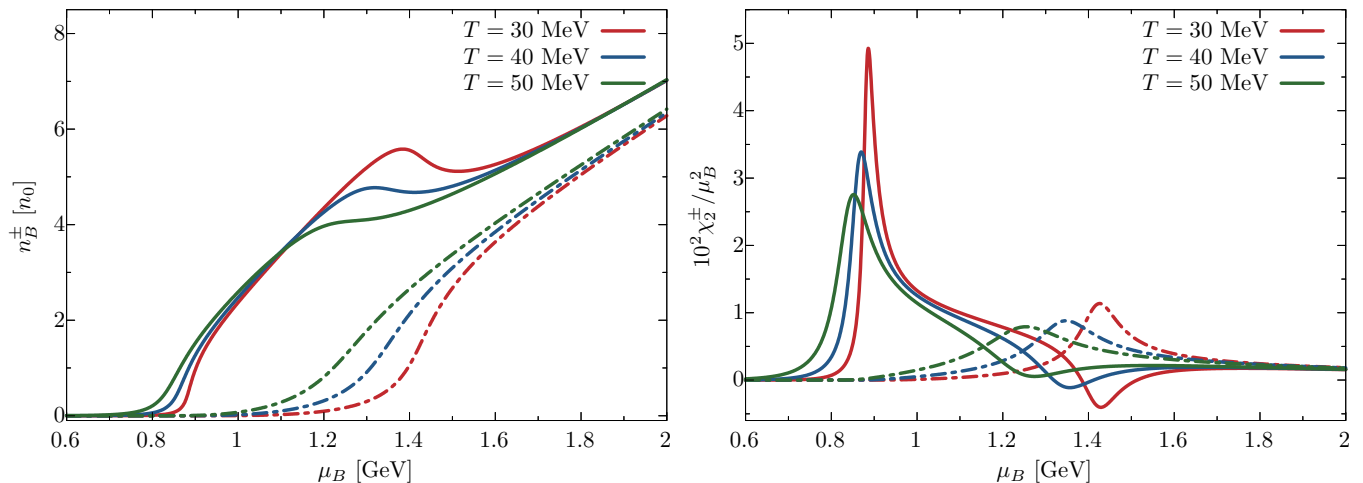 8
6
4
2
0
n_B^± [n_0]
T = 30 MeV
T = 40 MeV
T = 50 MeV
0.6 0.8 1 1.2 1.4 1.6 1.8 2
μ_B [GeV]
5
4
3
2
1
0
10^2 χ_2^± / μ_B^2
T = 30 MeV
T = 40 MeV
T = 50 MeV
0.6 0.8 1 1.2 1.4 1.6 1.8 2
μ_B [GeV]